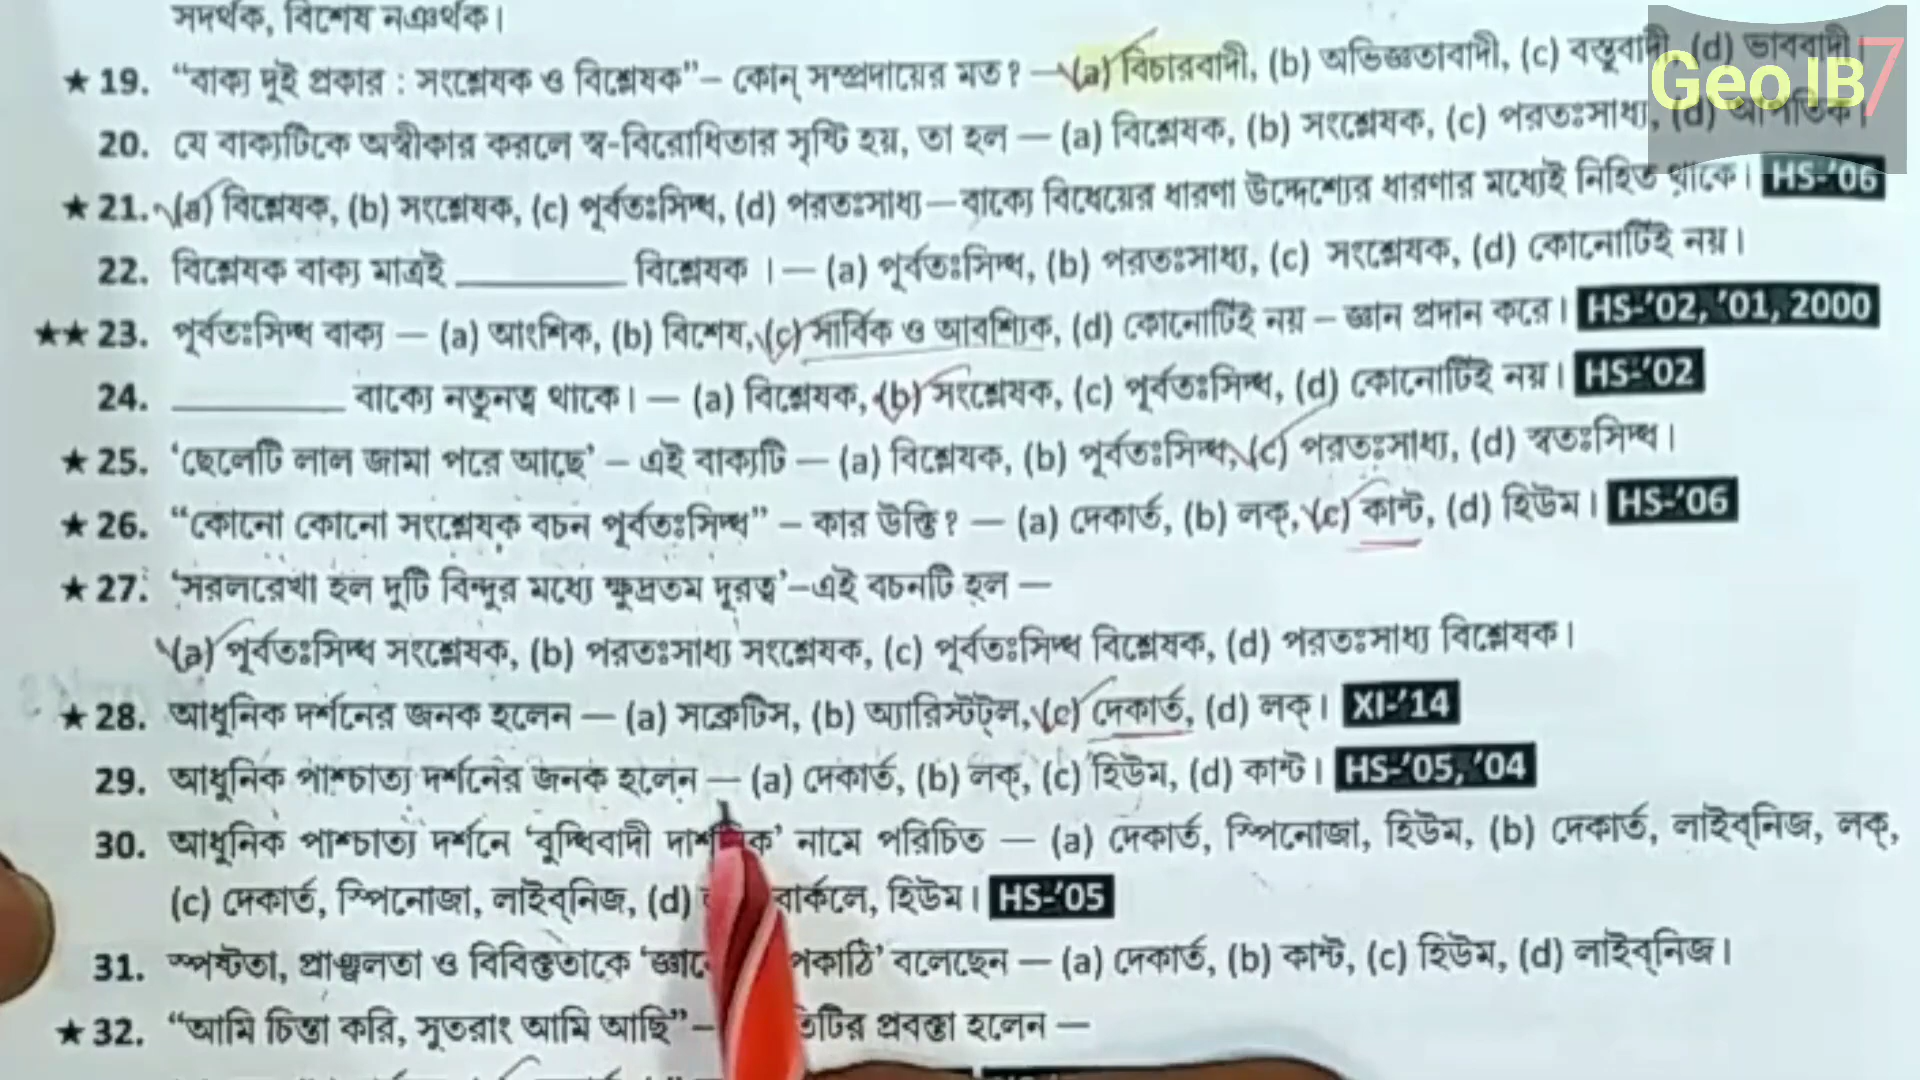 সদর্থক, বিশেষ নঞর্থক।
★ 19. “বাক্য দুই প্রকার : সংশ্লেষক ও বিশ্লেষক”– কোন্ সম্প্রদায়ের মত? — (a) বিচারবাদী, (b) অভিজ্ঞতাবাদী, (c) বস্তুবাদী, (d) ভাববাদী।
Geo IB 7
20. যে বাক্যটিকে অস্বীকার করলে স্ব-বিরোধিতার সৃষ্টি হয়, তা হল — (a) বিশ্লেষক, (b) সংশ্লেষক, (c) পরতঃসাধ্য, (d) আপতিক।
★ 21. (a) বিশ্লেষক, (b) সংশ্লেষক, (c) পূর্বতঃসিদ্ধ, (d) পরতঃসাধ্য—বাক্যে বিধেয়ের ধারণা উদ্দেশ্যের ধারণার মধ্যেই নিহিত থাকে। HS-’06
22. বিশ্লেষক বাক্য মাত্রই ________ বিশ্লেষক । — (a) পূর্বতঃসিদ্ধ, (b) পরতঃসাধ্য, (c) সংশ্লেষক, (d) কোনোটিই নয়।
★★ 23. পূর্বতঃসিদ্ধ বাক্য — (a) আংশিক, (b) বিশেষ, (c) সার্বিক ও আবশ্যিক, (d) কোনোটিই নয় – জ্ঞান প্রদান করে। HS-’02, ’01, 2000
24. ________ বাক্যে নতুনত্ব থাকে। — (a) বিশ্লেষক, (b) সংশ্লেষক, (c) পূর্বতঃসিদ্ধ, (d) কোনোটিই নয়। HS-’02
★ 25. ‘ছেলেটি লাল জামা পরে আছে’ – এই বাক্যটি — (a) বিশ্লেষক, (b) পূর্বতঃসিদ্ধ, (c) পরতঃসাধ্য, (d) স্বতঃসিদ্ধ।
★ 26. “কোনো কোনো সংশ্লেষক বচন পূর্বতঃসিদ্ধ” – কার উক্তি? — (a) দেকার্ত, (b) লক্, (c) কান্ট, (d) হিউম। HS-’06
★ 27. ‘সরলরেখা হল দুটি বিন্দুর মধ্যে ক্ষুদ্রতম দূরত্ব’–এই বচনটি হল —
(a) পূর্বতঃসিদ্ধ সংশ্লেষক, (b) পরতঃসাধ্য সংশ্লেষক, (c) পূর্বতঃসিদ্ধ বিশ্লেষক, (d) পরতঃসাধ্য বিশ্লেষক।
★ 28. আধুনিক দর্শনের জনক হলেন — (a) সক্রেটিস, (b) অ্যারিস্টট্ল, (c) দেকার্ত, (d) লক্। XI-’14
29. আধুনিক পাশ্চাত্য দর্শনের জনক হলেন — (a) দেকার্ত, (b) লক্, (c) হিউম, (d) কান্ট। HS-’05, ’04
30. আধুনিক পাশ্চাত্য দর্শনে ‘বুদ্ধিবাদী দার্শনিক’ নামে পরিচিত — (a) দেকার্ত, স্পিনোজা, হিউম, (b) দেকার্ত, লাইব্‌নিজ, লক্,
(c) দেকার্ত, স্পিনোজা, লাইব্‌নিজ, (d) বার্কলে, হিউম। HS-’05
31. স্পষ্টতা, প্রাঞ্জলতা ও বিবিক্ততাকে বলেছেন — (a) দেকার্ত, (b) কান্ট, (c) হিউম, (d) লাইব্‌নিজ।
★ 32. “আমি চিন্তা করি, সুতরাং আমি আছি”– প্রবক্তা হলেন —